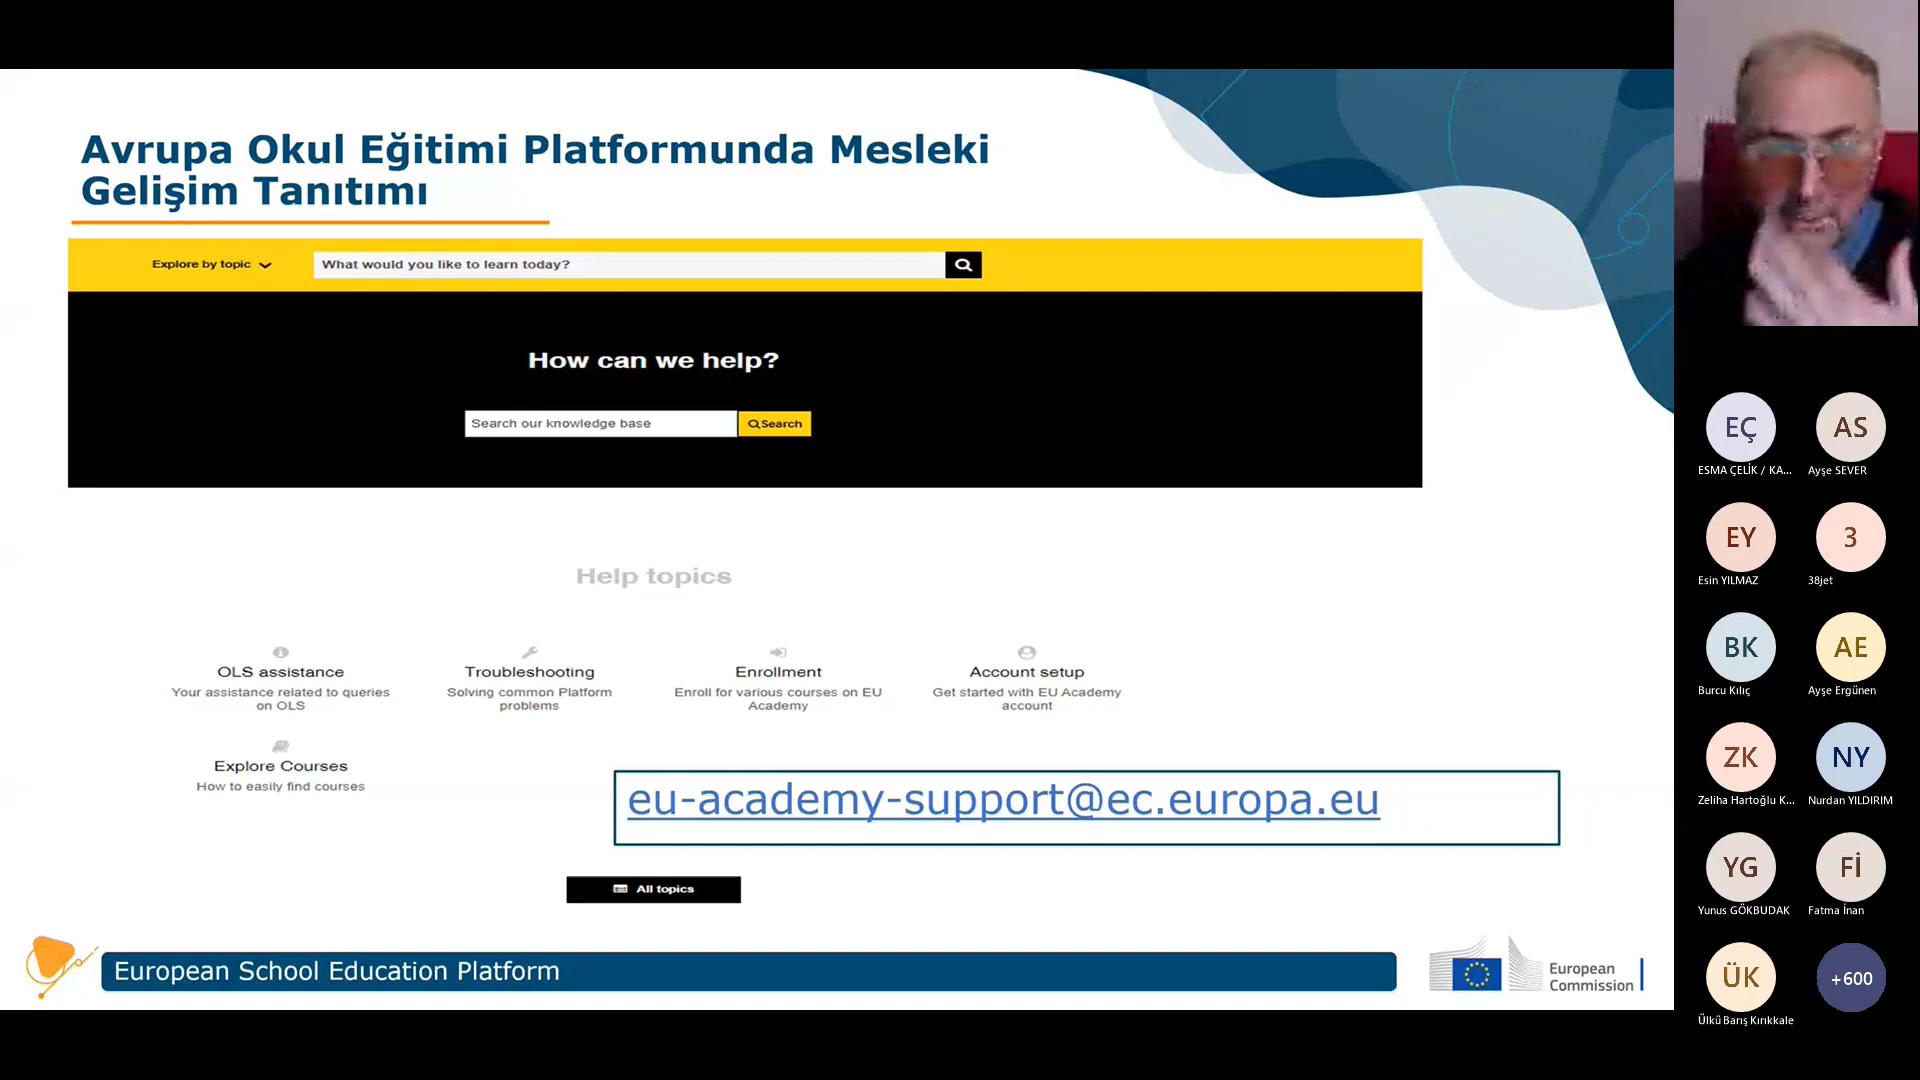 Avrupa Okul Eğitimi Platformunda Mesleki
Gelişim Tanıtımı
Explore by topic
What would you like to learn today?
How can we help?
Search our knowledge base
Search
Help topics
OLS assistance
Your assistance related to queries
on OLS
Troubleshooting
Solving common Platform
problems
Enrollment
Enroll for various courses on EU
Academy
Account setup
Get started with EU Academy
account
Explore Courses
How to easily find courses
eu-academy-support@ec.europa.eu
All topics
European School Education Platform
European
Commission
EÇ
ESMA ÇELİK / KA...
AS
Ayşe SEVER
EY
Esin YILMAZ
3
38jet
BK
Burcu Kılıç
AE
Ayşe Ergünen
ZK
Zeliha Hartoğlu K...
NY
Nurdan YILDIRIM
YG
Yunus GÖKBUDAK
Fİ
Fatma İnan
ÜK
Ülkü Barış Kırıkkale
+600